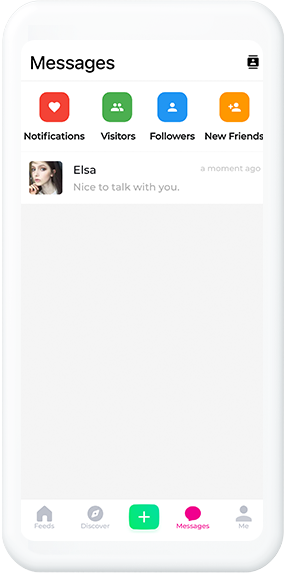 Messages
Notifications Visitors Followers New Friends
Elsa a moment ago
Nice to talk with you.
Feeds Discover Messages Me